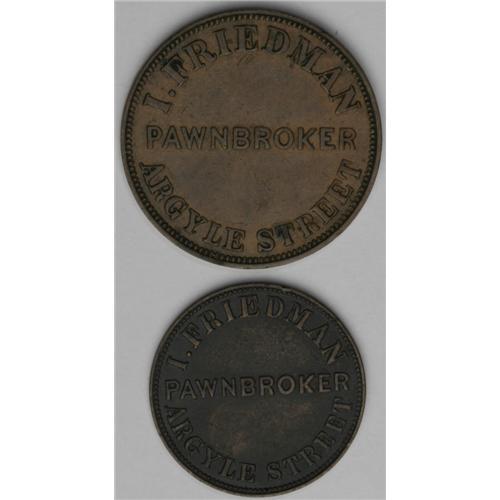 I. FRIEDMAN
PAWNBROKER
ARGYLE STREET
I. FRIEDMAN
PAWNBROKER
ARGYLE STREET